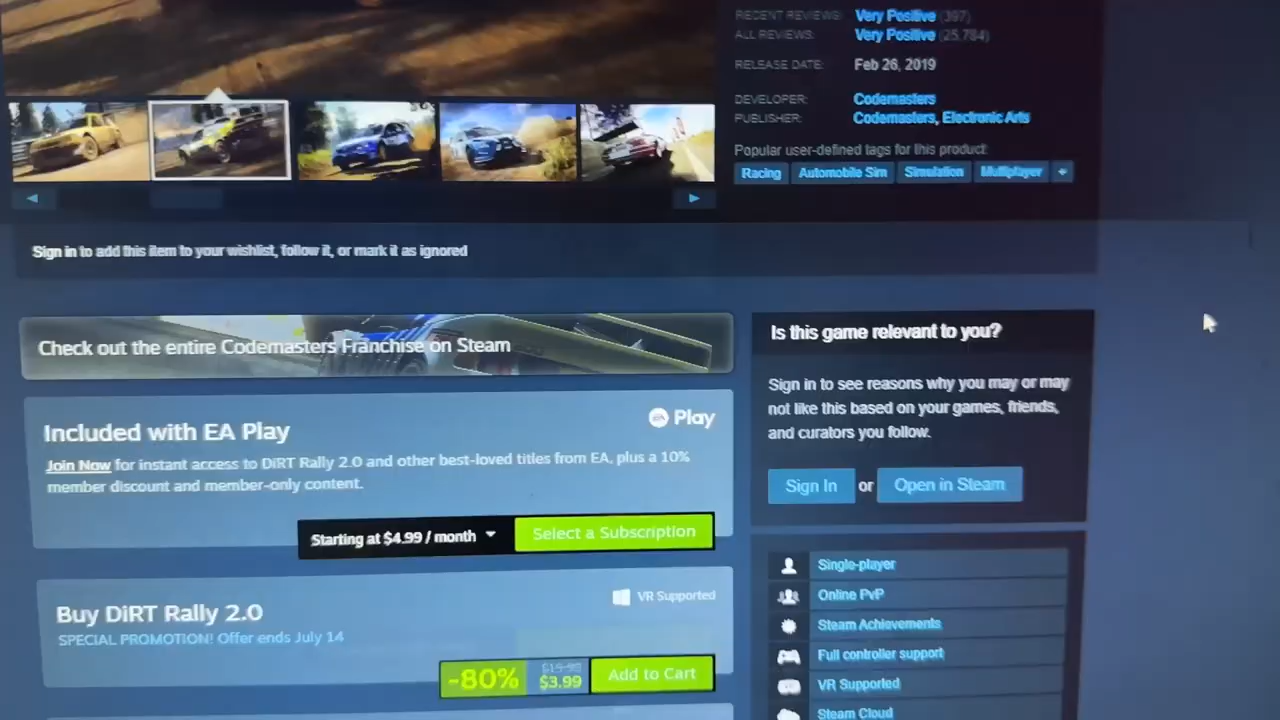 RECENT REVIEWS: Very Positive (397)
ALL REVIEWS: Very Positive (25,784)
RELEASE DATE: Feb 26, 2019
DEVELOPER: Codemasters
PUBLISHER: Codemasters, Electronic Arts
Popular user-defined tags for this product:
Racing Automobile Sim Simulation Multiplayer +
Sign in to add this item to your wishlist, follow it, or mark it as ignored
Check out the entire Codemasters Franchise on Steam
Is this game relevant to you?
Sign in to see reasons why you may or may
not like this based on your games, friends,
and curators you follow.
Sign In or Open in Steam
EA Play
Included with EA Play
Join Now for instant access to DiRT Rally 2.0 and other best-loved titles from EA, plus a 10%
member discount and member-only content.
Starting at $4.99 / month Select a Subscription
Buy DiRT Rally 2.0
VR Supported
SPECIAL PROMOTION! Offer ends July 14
-80% $19.99 $3.99 Add to Cart
Single-player
Online PvP
Steam Achievements
Full controller support
VR Supported
Steam Cloud